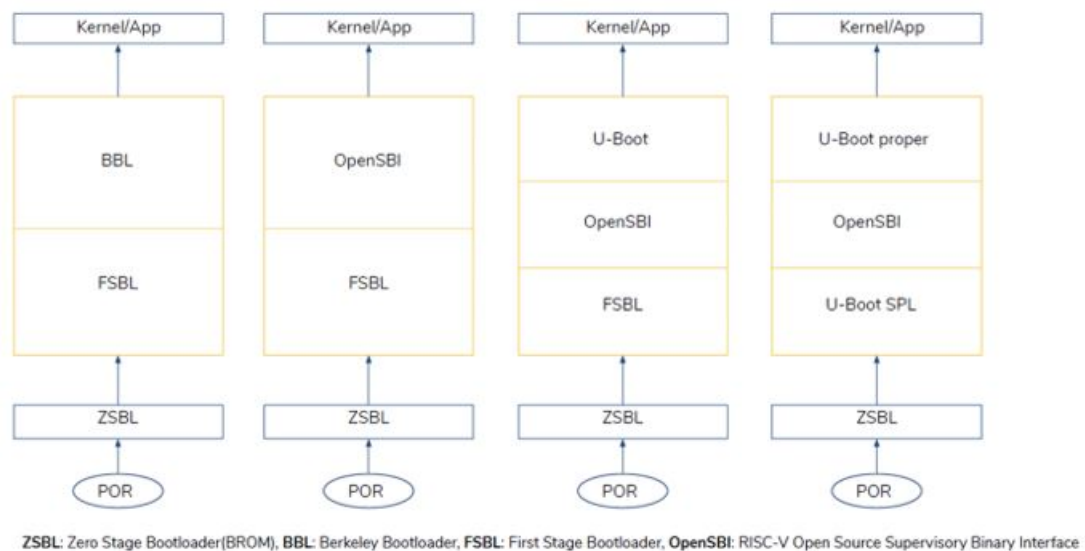 Kernel/App Kernel/App Kernel/App Kernel/App
U-Boot U-Boot proper
BBL OpenSBI
OpenSBI OpenSBI
FSBL FSBL
FSBL U-Boot SPL
ZSBL ZSBL ZSBL ZSBL
POR POR POR POR
ZSBL: Zero Stage Bootloader(BROM), BBL: Berkeley Bootloader, FSBL: First Stage Bootloader, OpenSBI: RISC-V Open Source Supervisory Binary Interface